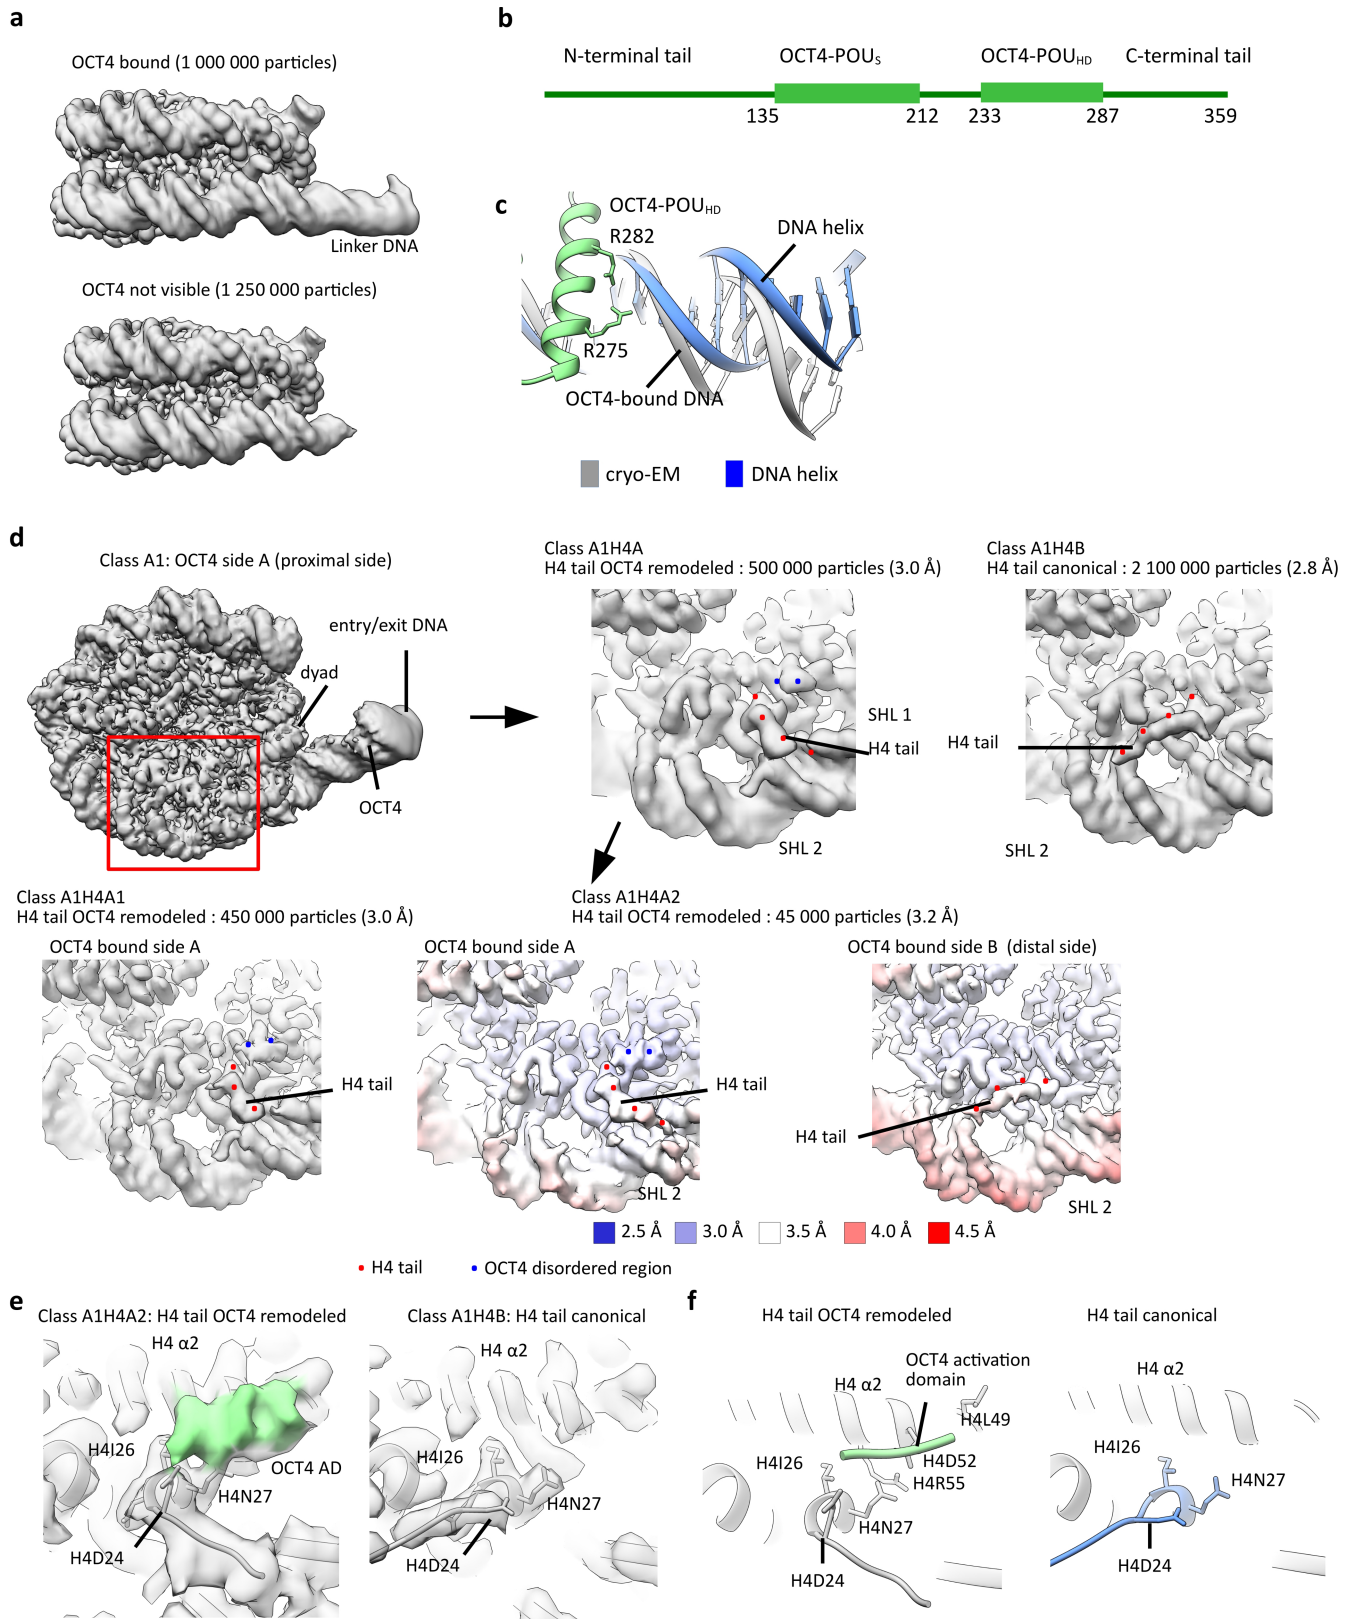 a
OCT4 bound (1 000 000 particles)
Linker DNA
OCT4 not visible (1 250 000 particles)
b
N-terminal tail
OCT4-POUS
OCT4-POUHD
C-terminal tail
135
212
233
287
359
c
OCT4-POUHD
R282
DNA helix
R275
OCT4-bound DNA
cryo-EM
DNA helix
d
Class A1: OCT4 side A (proximal side)
entry/exit DNA
dyad
OCT4
Class A1H4A
H4 tail OCT4 remodeled : 500 000 particles (3.0 Å)
SHL 1
H4 tail
SHL 2
Class A1H4B
H4 tail canonical : 2 100 000 particles (2.8 Å)
H4 tail
SHL 2
Class A1H4A1
H4 tail OCT4 remodeled : 450 000 particles (3.0 Å)
OCT4 bound side A
H4 tail
Class A1H4A2
H4 tail OCT4 remodeled : 45 000 particles (3.2 Å)
OCT4 bound side A
H4 tail
SHL 2
OCT4 bound side B (distal side)
H4 tail
SHL 2
2.5 Å
3.0 Å
3.5 Å
4.0 Å
4.5 Å
H4 tail
OCT4 disordered region
e
Class A1H4A2: H4 tail OCT4 remodeled
H4 α2
H4I26
OCT4 AD
H4N27
H4D24
Class A1H4B: H4 tail canonical
H4 α2
H4I26
H4N27
H4D24
f
H4 tail OCT4 remodeled
OCT4 activation
domain
H4 α2
H4L49
H4I26
H4D52
H4R55
H4N27
H4D24
H4 tail canonical
H4 α2
H4I26
H4N27
H4D24